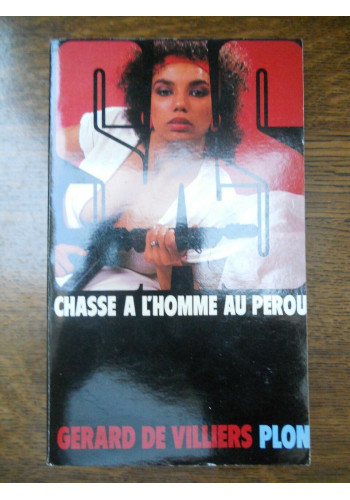 SAS
CHASSE A L'HOMME AU PEROU
GERARD DE VILLIERS PLON